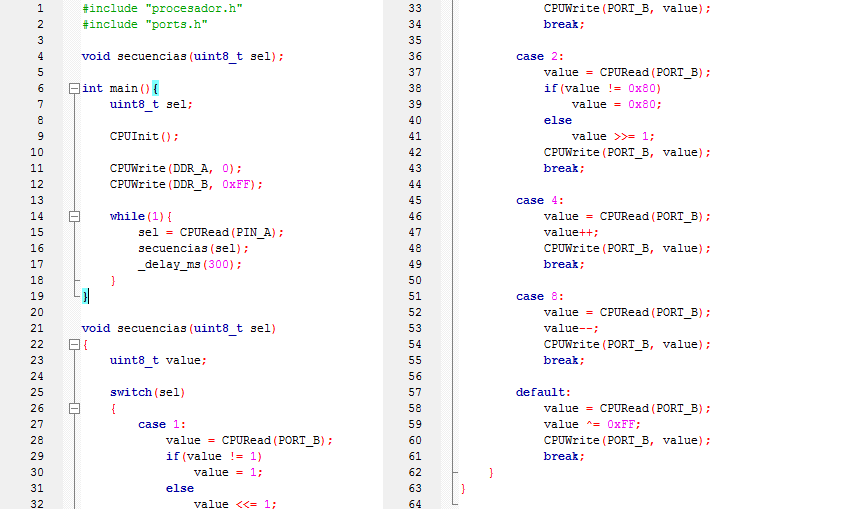 1 #include "procesador.h"
2 #include "ports.h"
3
4 void secuencias(uint8_t sel);
5
6 int main(){
7     uint8_t sel;
8
9     CPUInit();
10
11     CPUWrite(DDR_A, 0);
12     CPUWrite(DDR_B, 0xFF);
13
14     while(1){
15         sel = CPURead(PIN_A);
16         secuencias(sel);
17         _delay_ms(300);
18     }
19 }
20
21 void secuencias(uint8_t sel)
22 {
23     uint8_t value;
24
25     switch(sel)
26     {
27         case 1:
28             value = CPURead(PORT_B);
29             if(value != 1)
30                 value = 1;
31             else
32                 value <<= 1;
33             CPUWrite(PORT_B, value);
34             break;
35
36         case 2:
37             value = CPURead(PORT_B);
38             if(value != 0x80)
39                 value = 0x80;
40             else
41                 value >>= 1;
42             CPUWrite(PORT_B, value);
43             break;
44
45         case 4:
46             value = CPURead(PORT_B);
47             value++;
48             CPUWrite(PORT_B, value);
49             break;
50
51         case 8:
52             value = CPURead(PORT_B);
53             value--;
54             CPUWrite(PORT_B, value);
55             break;
56
57         default:
58             value = CPURead(PORT_B);
59             value ^= 0xFF;
60             CPUWrite(PORT_B, value);
61             break;
62     }
63 }
64